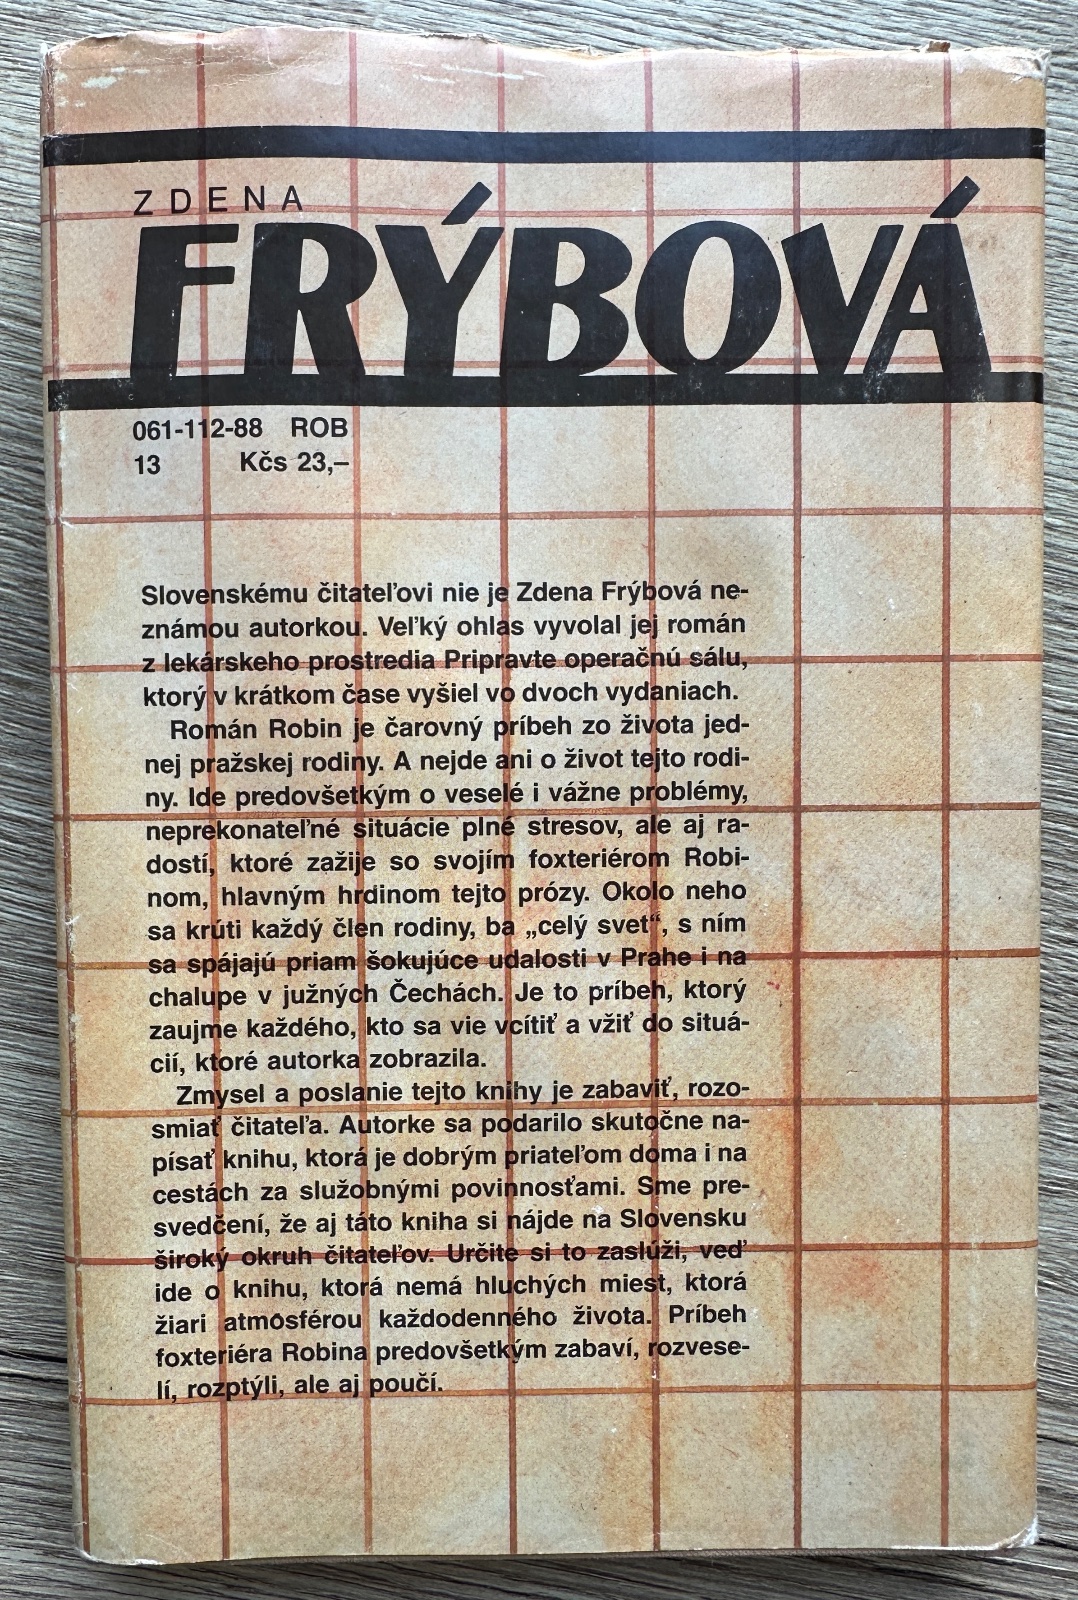 ZDENA
FRÝBOVÁ
061-112-88 ROB
13 Kčs 23,–
Slovenskému čitateľovi nie je Zdena Frýbová ne-
známou autorkou. Veľký ohlas vyvolal jej román
z lekárskeho prostredia Pripravte operačnú sálu,
ktorý v krátkom čase vyšiel vo dvoch vydaniach.
Román Robin je čarovný príbeh zo života jed-
nej pražskej rodiny. A nejde ani o život tejto rodi-
ny. Ide predovšetkým o veselé i vážne problémy,
neprekonateľné situácie plné stresov, ale aj ra-
dostí, ktoré zažije so svojím foxteriérom Robi-
nom, hlavným hrdinom tejto prózy. Okolo neho
sa krúti každý člen rodiny, ba „celý svet“, s ním
sa spájajú priam šokujúce udalosti v Prahe i na
chalupe v južných Čechách. Je to príbeh, ktorý
zaujme každého, kto sa vie vcítiť a vžiť do situá-
cií, ktoré autorka zobrazila.
Zmysel a poslanie tejto knihy je zabaviť, rozo-
smiať čitateľa. Autorke sa podarilo skutočne na-
písať knihu, ktorá je dobrým priateľom doma i na
cestách za služobnými povinnosťami. Sme pre-
svedčení, že aj táto kniha si nájde na Slovensku
široký okruh čitateľov. Určite si to zaslúži, veď
ide o knihu, ktorá nemá hluchých miest, ktorá
žiari atmosférou každodenného života. Príbeh
foxteriéra Robina predovšetkým zabaví, rozvese-
lí, rozptýli, ale aj poučí.